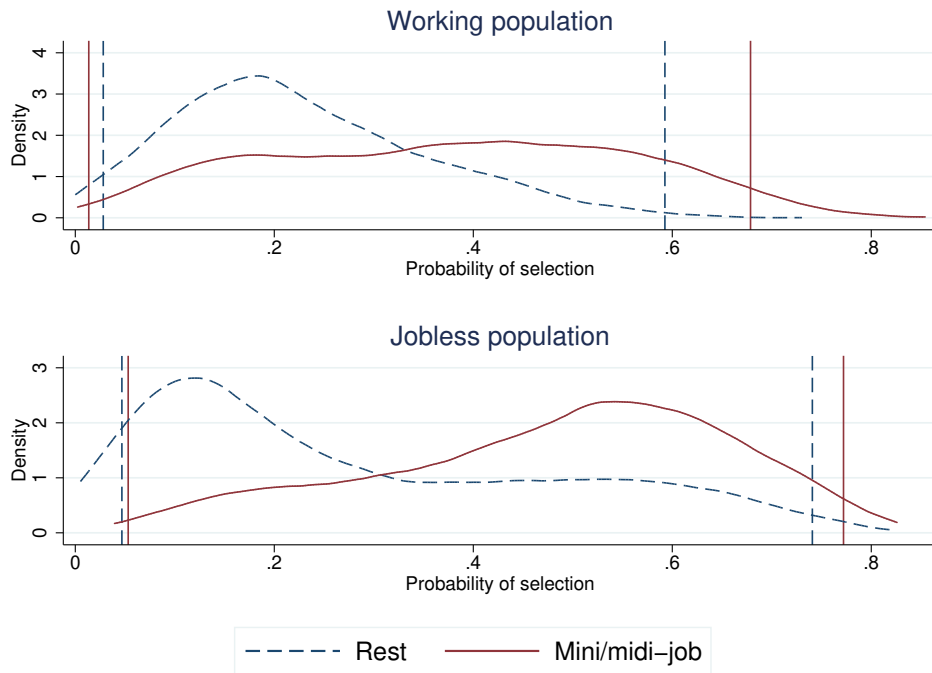 Working population
Density
4
3
2
1
0
0 .2 .4 .6 .8
Probability of selection
Jobless population
Density
3
2
1
0
0 .2 .4 .6 .8
Probability of selection
Rest Mini/midi−job